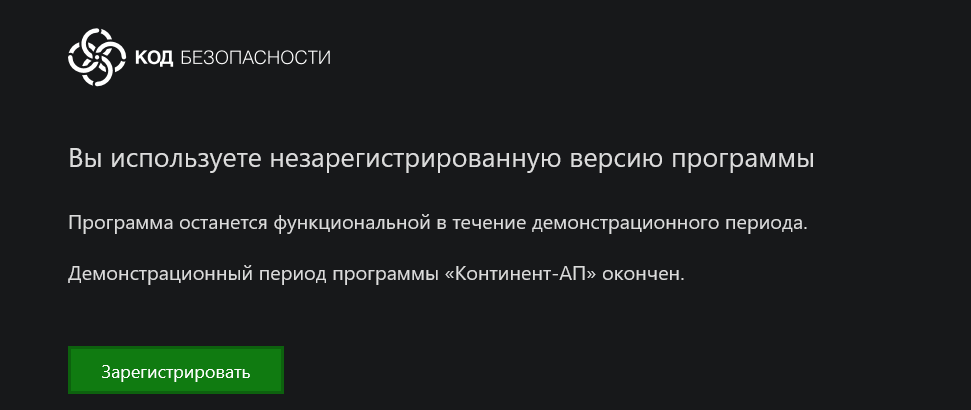 КОД БЕЗОПАСНОСТИ
Вы используете незарегистрированную версию программы
Программа останется функциональной в течение демонстрационного периода.
Демонстрационный период программы «Континент-АП» окончен.
Зарегистрировать